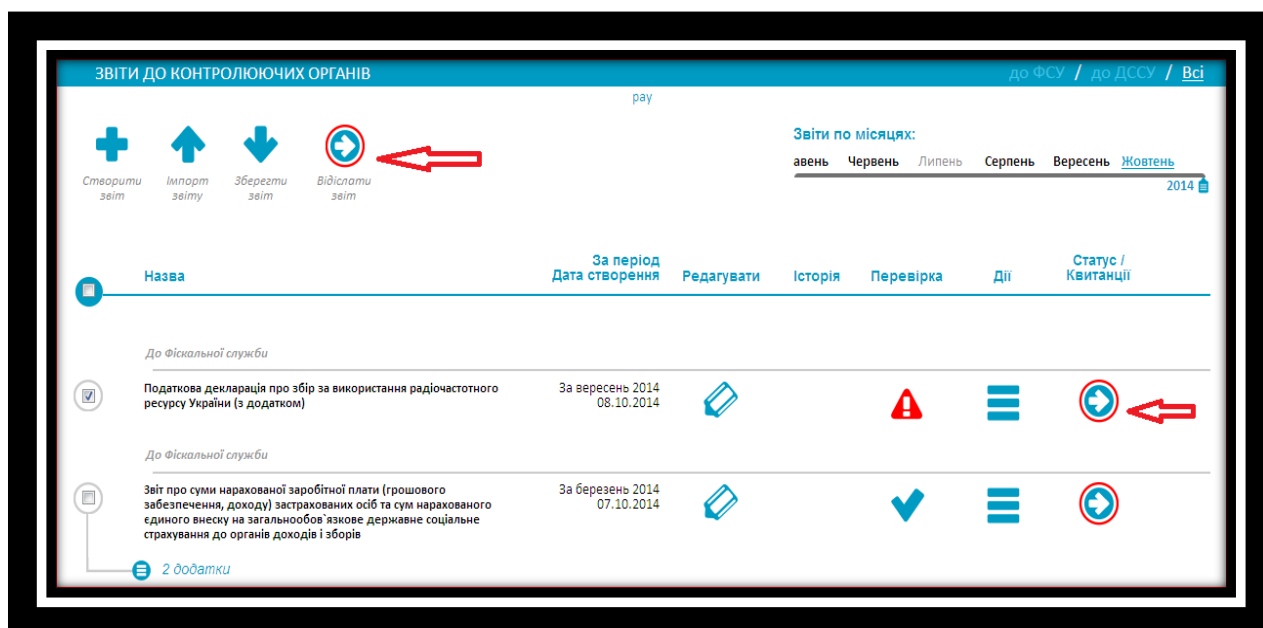 ЗВІТИ ДО КОНТРОЛЮЮЧИХ ОРГАНІВ
до ФСУ / до ДССУ / Всі
pay
Створити звіт
Імпорт звіту
Зберегти звіт
Відіслати звіт
Звіти по місяцях:
авень Червень Липень Серпень Вересень Жовтень
2014
Назва
За період
Дата створення
Редагувати
Історія
Перевірка
Дії
Статус /
Квитанції
До Фіскальної служби
Податкова декларація про збір за використання радіочастотного
ресурсу України (з додатком)
За вересень 2014
08.10.2014
До Фіскальної служби
Звіт про суми нарахованої заробітної плати (грошового
забезпечення, доходу) застрахованих осіб та сум нарахованого
єдиного внеску на загальнообов`язкове державне соціальне
страхування до органів доходів і зборів
За березень 2014
07.10.2014
2 додатки